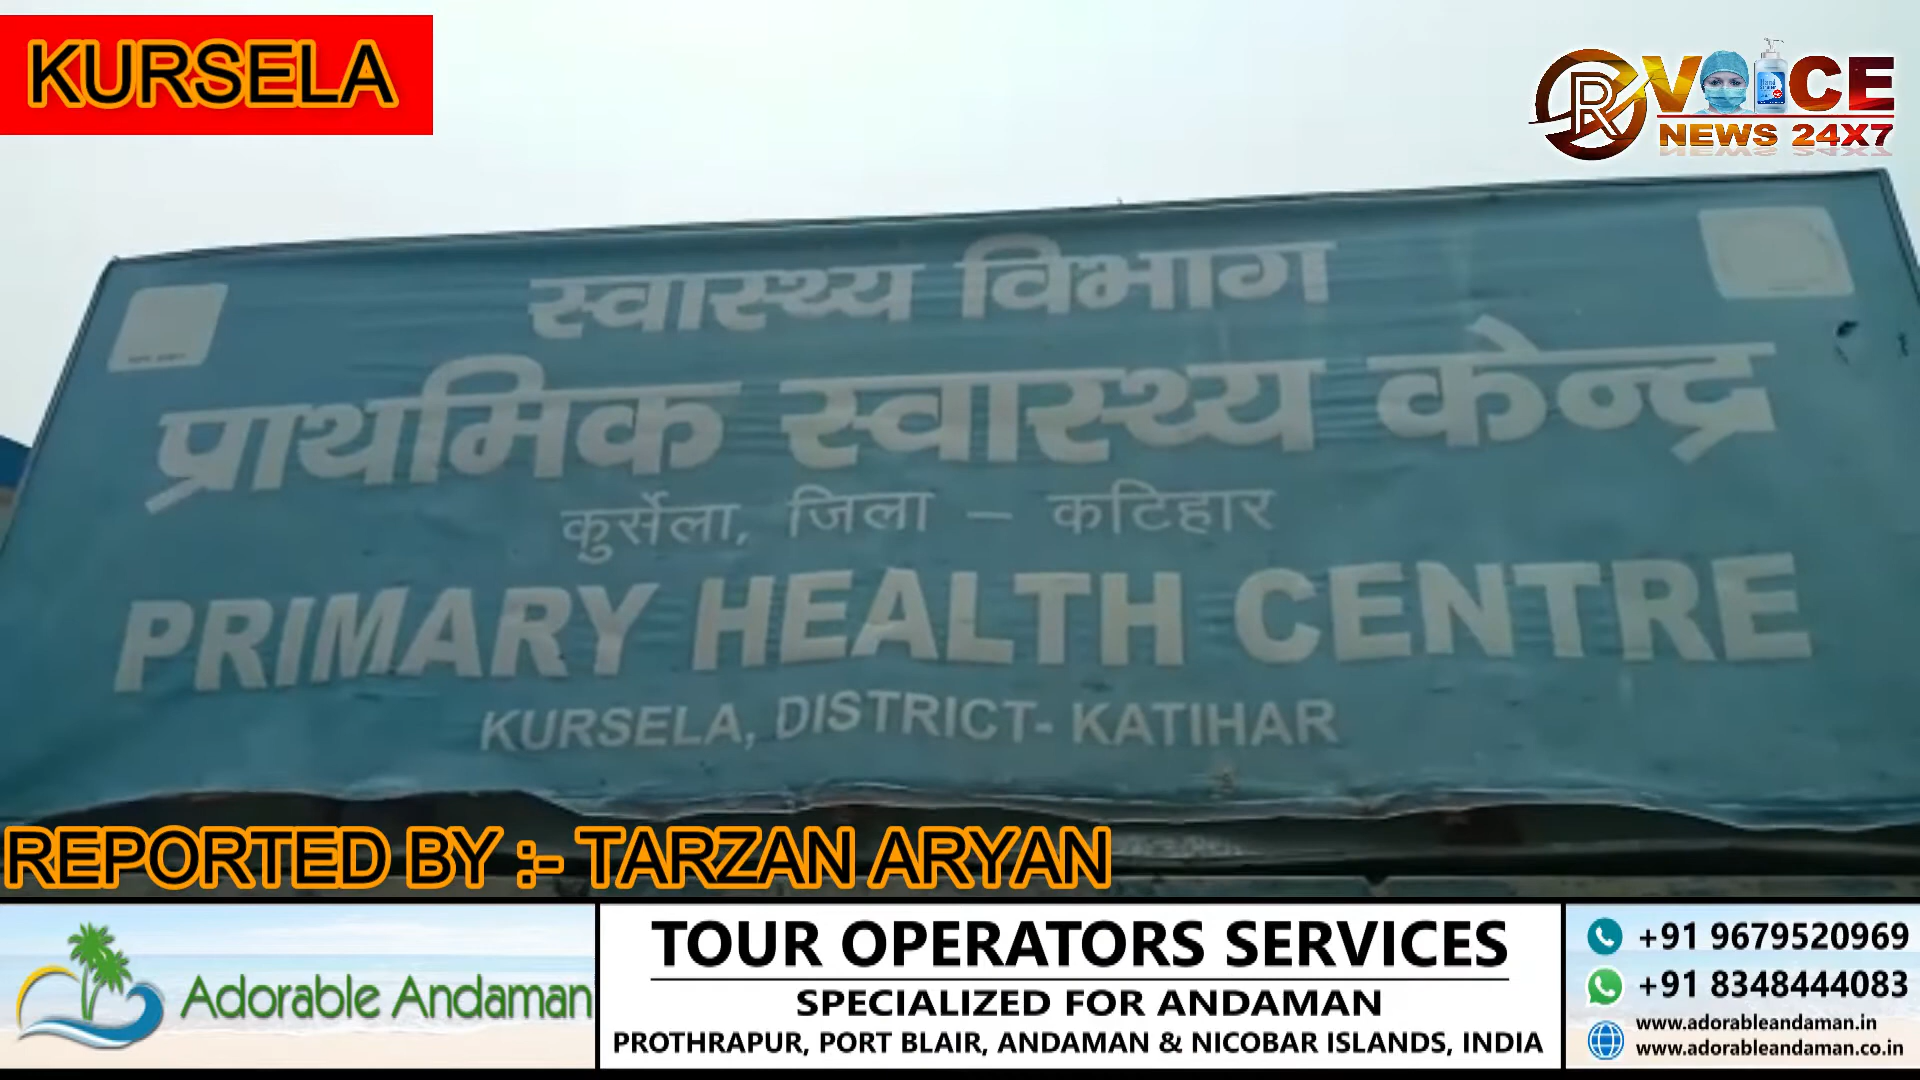 KURSELA
VOICE
NEWS 24X7
स्वास्थ्य विभाग
प्राथमिक स्वास्थ्य केन्द्र
कुर्सेला, जिला – कटिहार
PRIMARY HEALTH CENTRE
KURSELA, DISTRICT- KATIHAR
REPORTED BY :- TARZAN ARYAN
Adorable Andaman
TOUR OPERATORS SERVICES
SPECIALIZED FOR ANDAMAN
PROTHRAPUR, PORT BLAIR, ANDAMAN & NICOBAR ISLANDS, INDIA
+91 9679520969
+91 8348444083
www.adorableandaman.in
www.adorableandaman.co.in